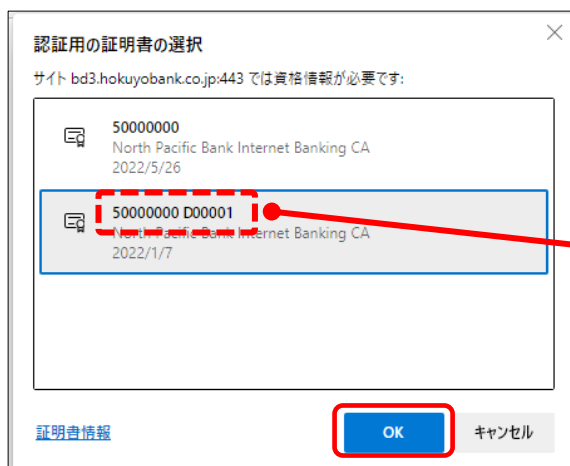 認証用の証明書の選択
サイト bd3.hokuyobank.co.jp:443 では資格情報が必要です:
50000000
North Pacific Bank Internet Banking CA
2022/5/26
50000000 D00001
North Pacific Bank Internet Banking CA
2022/1/7
証明書情報
OK
キャンセル